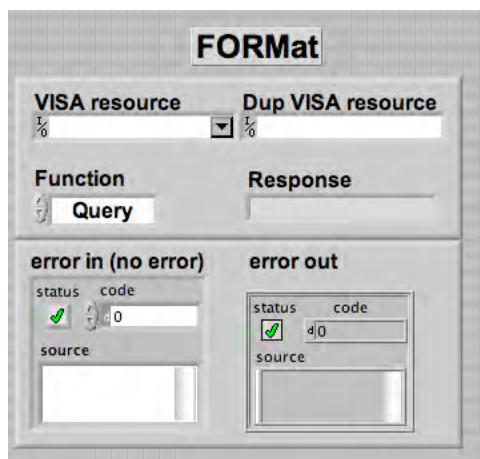 FORMat
VISA resource Dup VISA resource
I/O I/O
Function Response
Query
error in (no error) error out
status code
d 0
source
status code
d 0
source